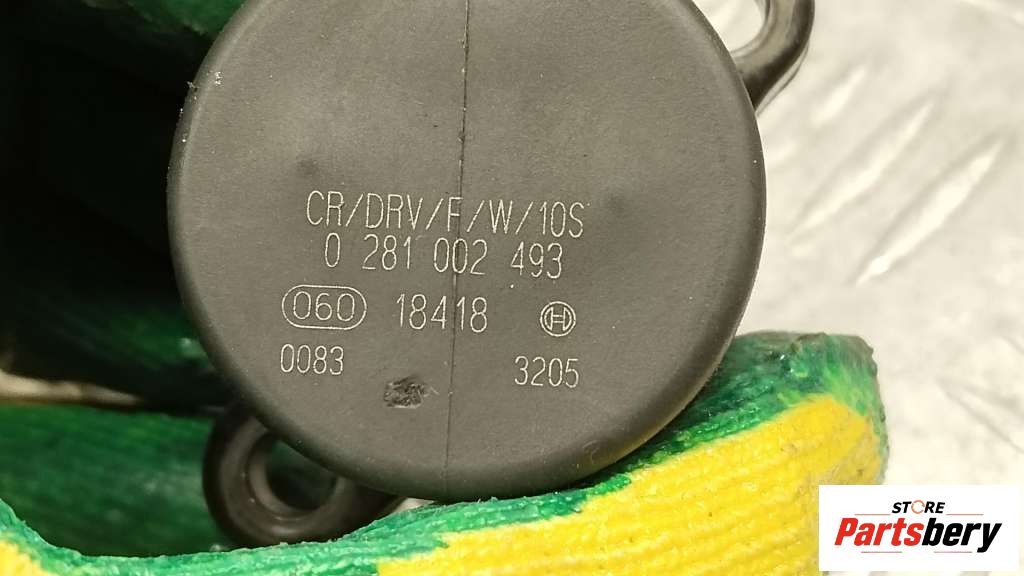 CR/DRV/F/W/10S
0 281 002 493
060 18418
0083 3205
STORE
Partsbery